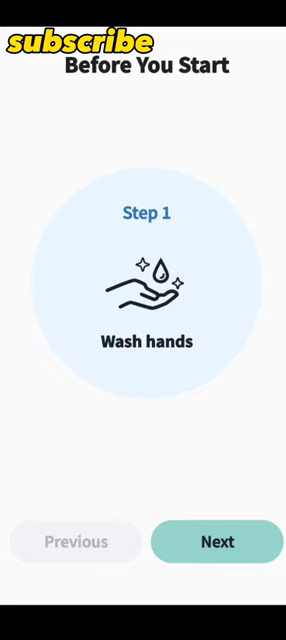 subscribe
Before You Start
Step 1
Wash hands
Previous
Next